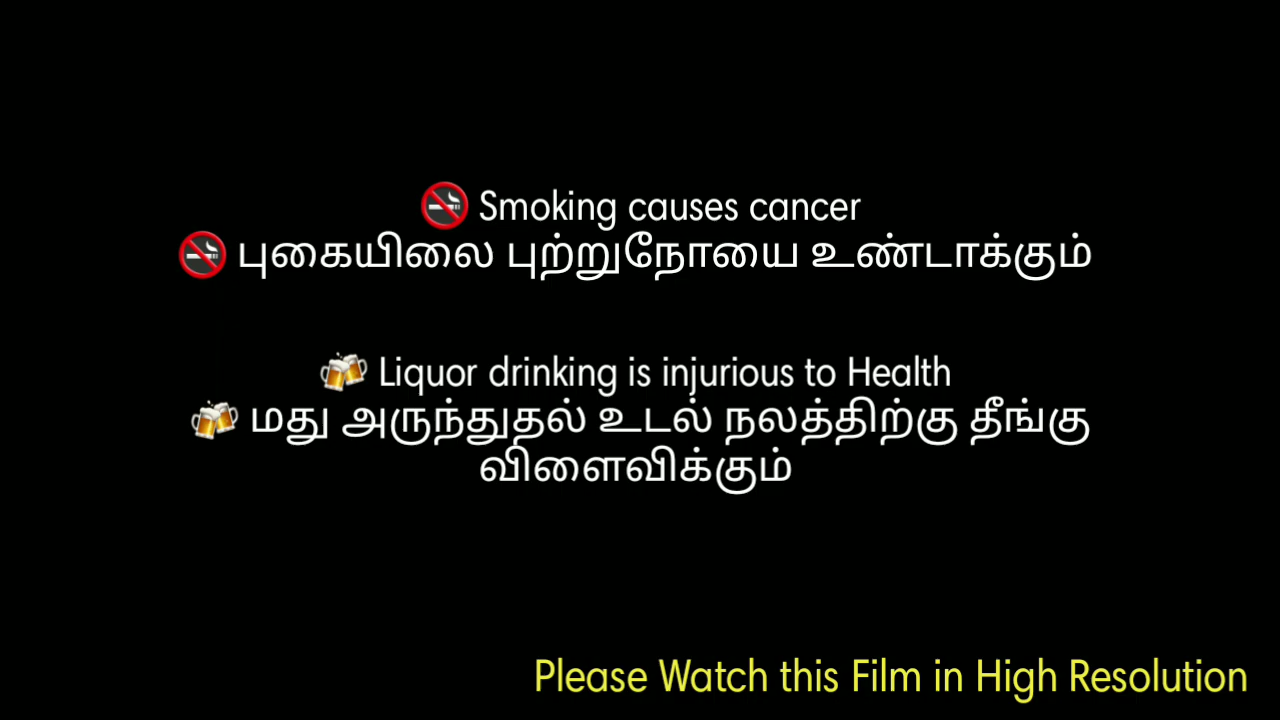 🚭 Smoking causes cancer
🚭 புகையிலை புற்றுநோயை உண்டாக்கும்
🍻 Liquor drinking is injurious to Health
🍻 மது அருந்துதல் உடல் நலத்திற்கு தீங்கு
விளைவிக்கும்
Please Watch this Film in High Resolution